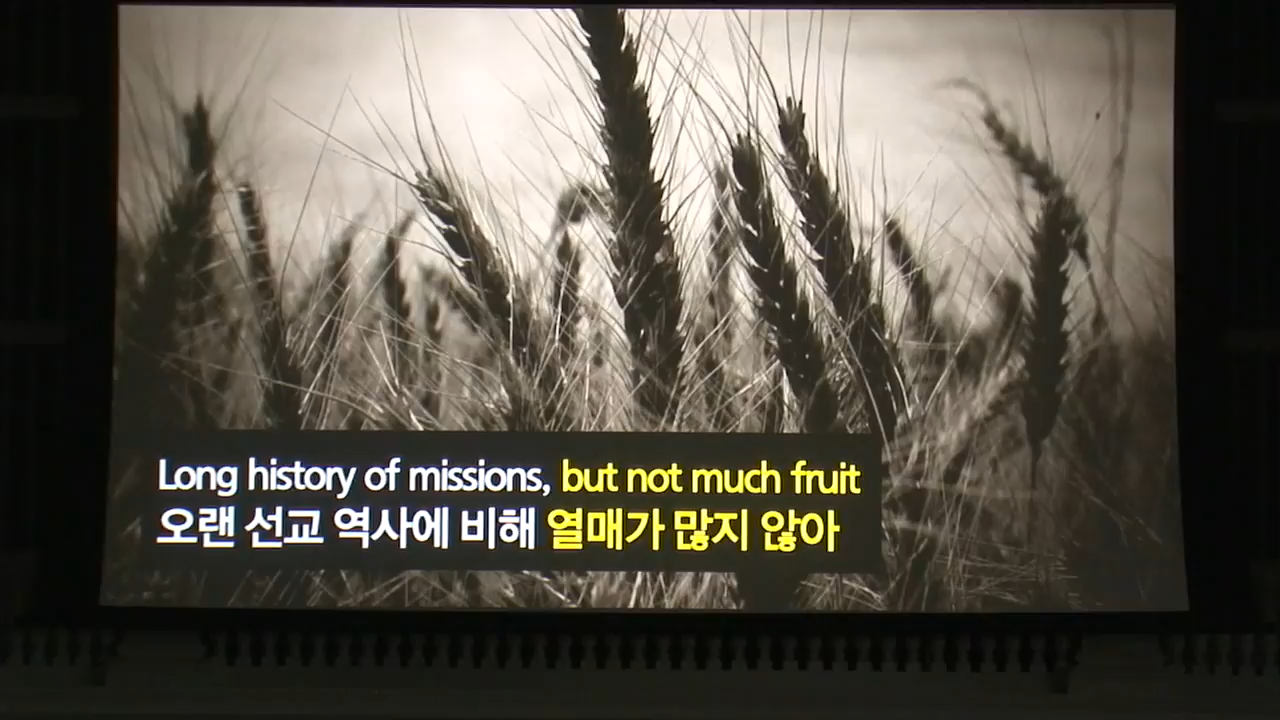 Long history of missions, but not much fruit
오랜 선교 역사에 비해 열매가 많지 않아